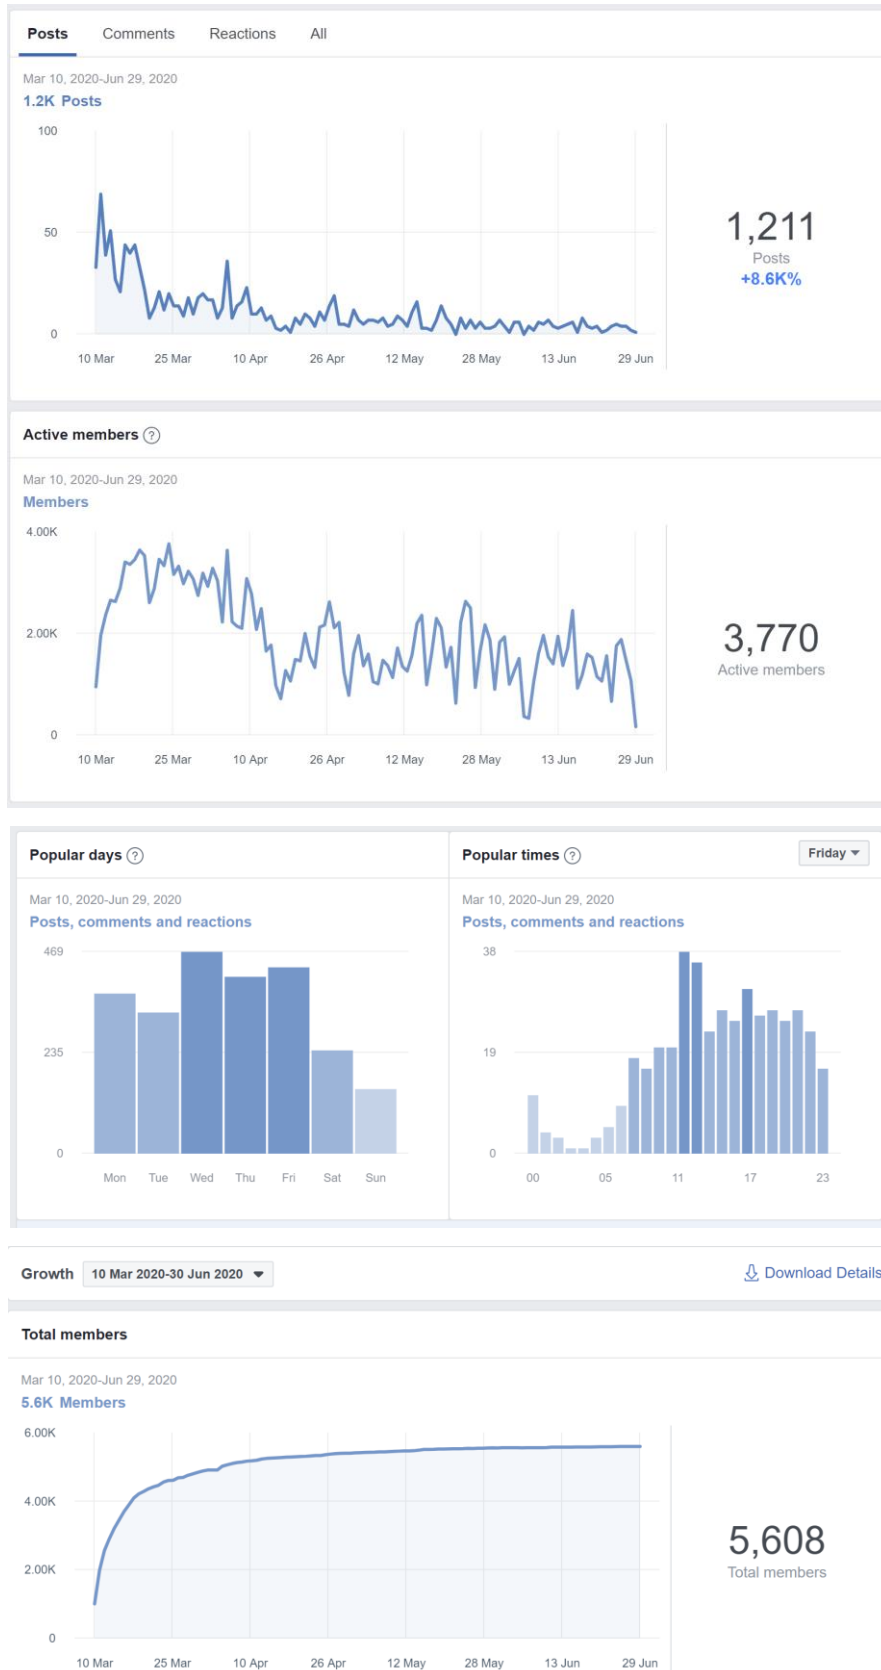 Posts Comments Reactions All
Mar 10, 2020-Jun 29, 2020
1.2K Posts
100
50
0
10 Mar 25 Mar 10 Apr 26 Apr 12 May 28 May 13 Jun 29 Jun
1,211
Posts
+8.6K%
Active members ?
Mar 10, 2020-Jun 29, 2020
Members
4.00K
2.00K
0
10 Mar 25 Mar 10 Apr 26 Apr 12 May 28 May 13 Jun 29 Jun
3,770
Active members
Popular days ?
Mar 10, 2020-Jun 29, 2020
Posts, comments and reactions
469
235
0
Mon Tue Wed Thu Fri Sat Sun
Popular times ? Friday
Mar 10, 2020-Jun 29, 2020
Posts, comments and reactions
38
19
0
00 05 11 17 23
Growth 10 Mar 2020-30 Jun 2020 Download Details
Total members
Mar 10, 2020-Jun 29, 2020
5.6K Members
6.00K
4.00K
2.00K
0
10 Mar 25 Mar 10 Apr 26 Apr 12 May 28 May 13 Jun 29 Jun
5,608
Total members